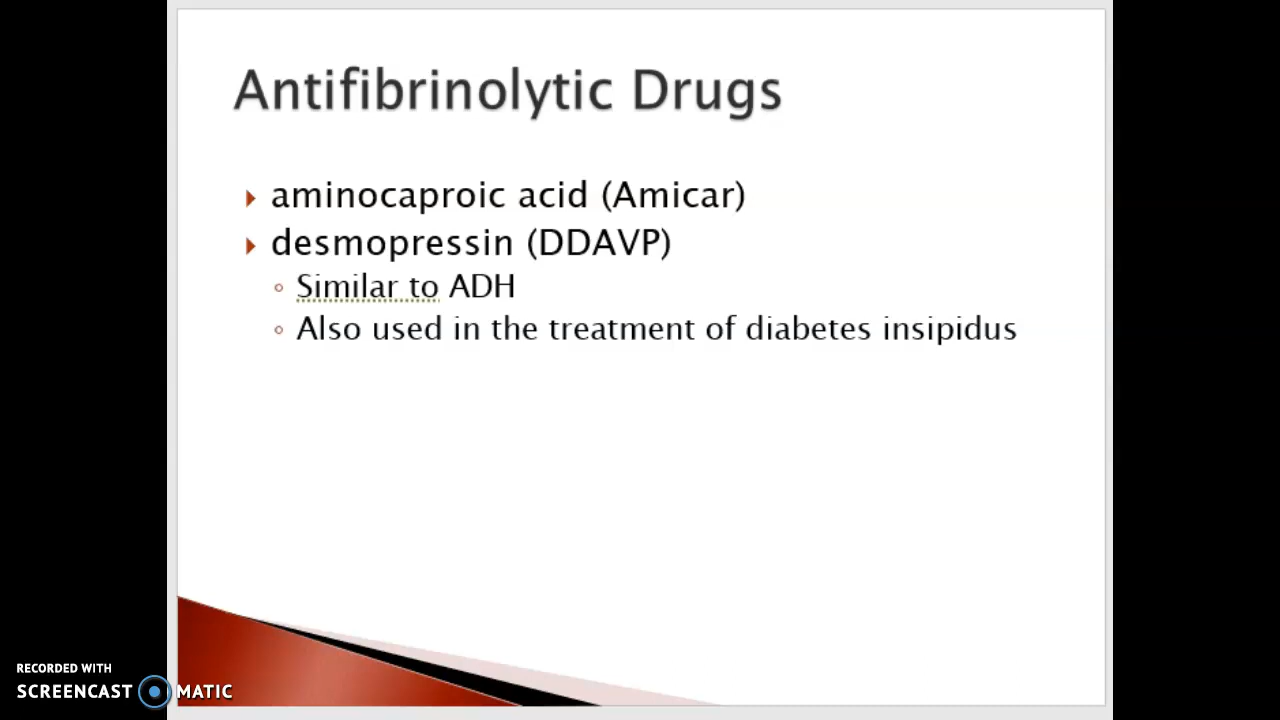 Antifibrinolytic Drugs
aminocaproic acid (Amicar)
desmopressin (DDAVP)
Similar to ADH
Also used in the treatment of diabetes insipidus
RECORDED WITH
SCREENCAST MATIC